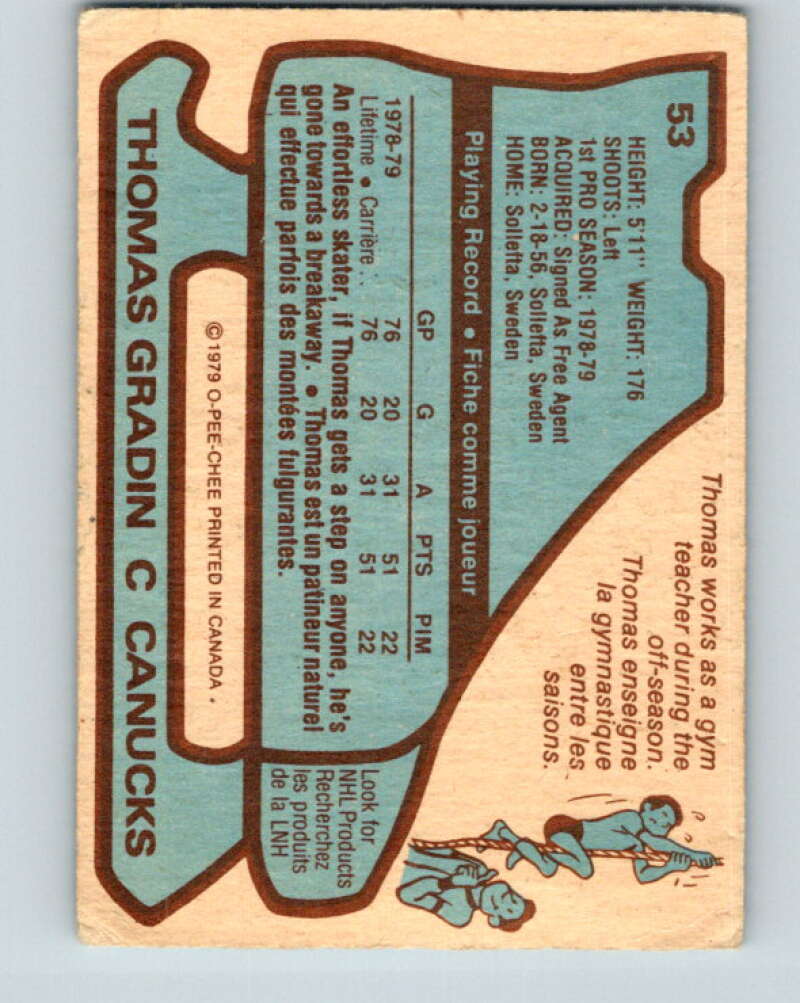 53
HEIGHT: 5'11" WEIGHT: 176
SHOOTS: Left
1st PRO SEASON: 1978-79
ACQUIRED: Signed As Free Agent
BORN: 2-18-56, Sollefta, Sweden
HOME: Sollefta, Sweden
Thomas works as a gym
teacher during the
off-season.
Thomas enseigne
la gymnastique
entre les
saisons.
Playing Record • Fiche comme joueur
GP G A PTS PIM
1978-79 76 20 31 51 22
Lifetime • Carrière . . 76 20 31 51 22
An effortless skater, if Thomas gets a step on anyone, he's
gone towards a breakaway. • Thomas est un patineur naturel
qui effectue parfois des montées fulgurantes.
Look for
NHL Products
Recherchez
les produits
de la LNH
© 1979 O-PEE-CHEE PRINTED IN CANADA .
THOMAS GRADIN C CANUCKS